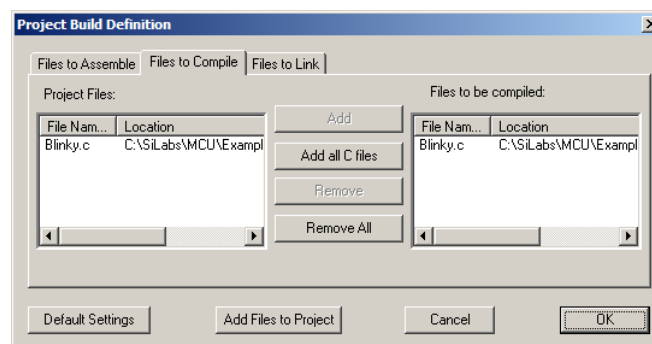 Project Build Definition
Files to Assemble Files to Compile Files to Link
Project Files: Files to be compiled:
File Nam... Location Add File Nam... Location
Blinky.c C:\SiLabs\MCU\Exampl Blinky.c C:\SiLabs\MCU\Exampl
Add all C files
Remove
Remove All
Default Settings Add Files to Project Cancel OK